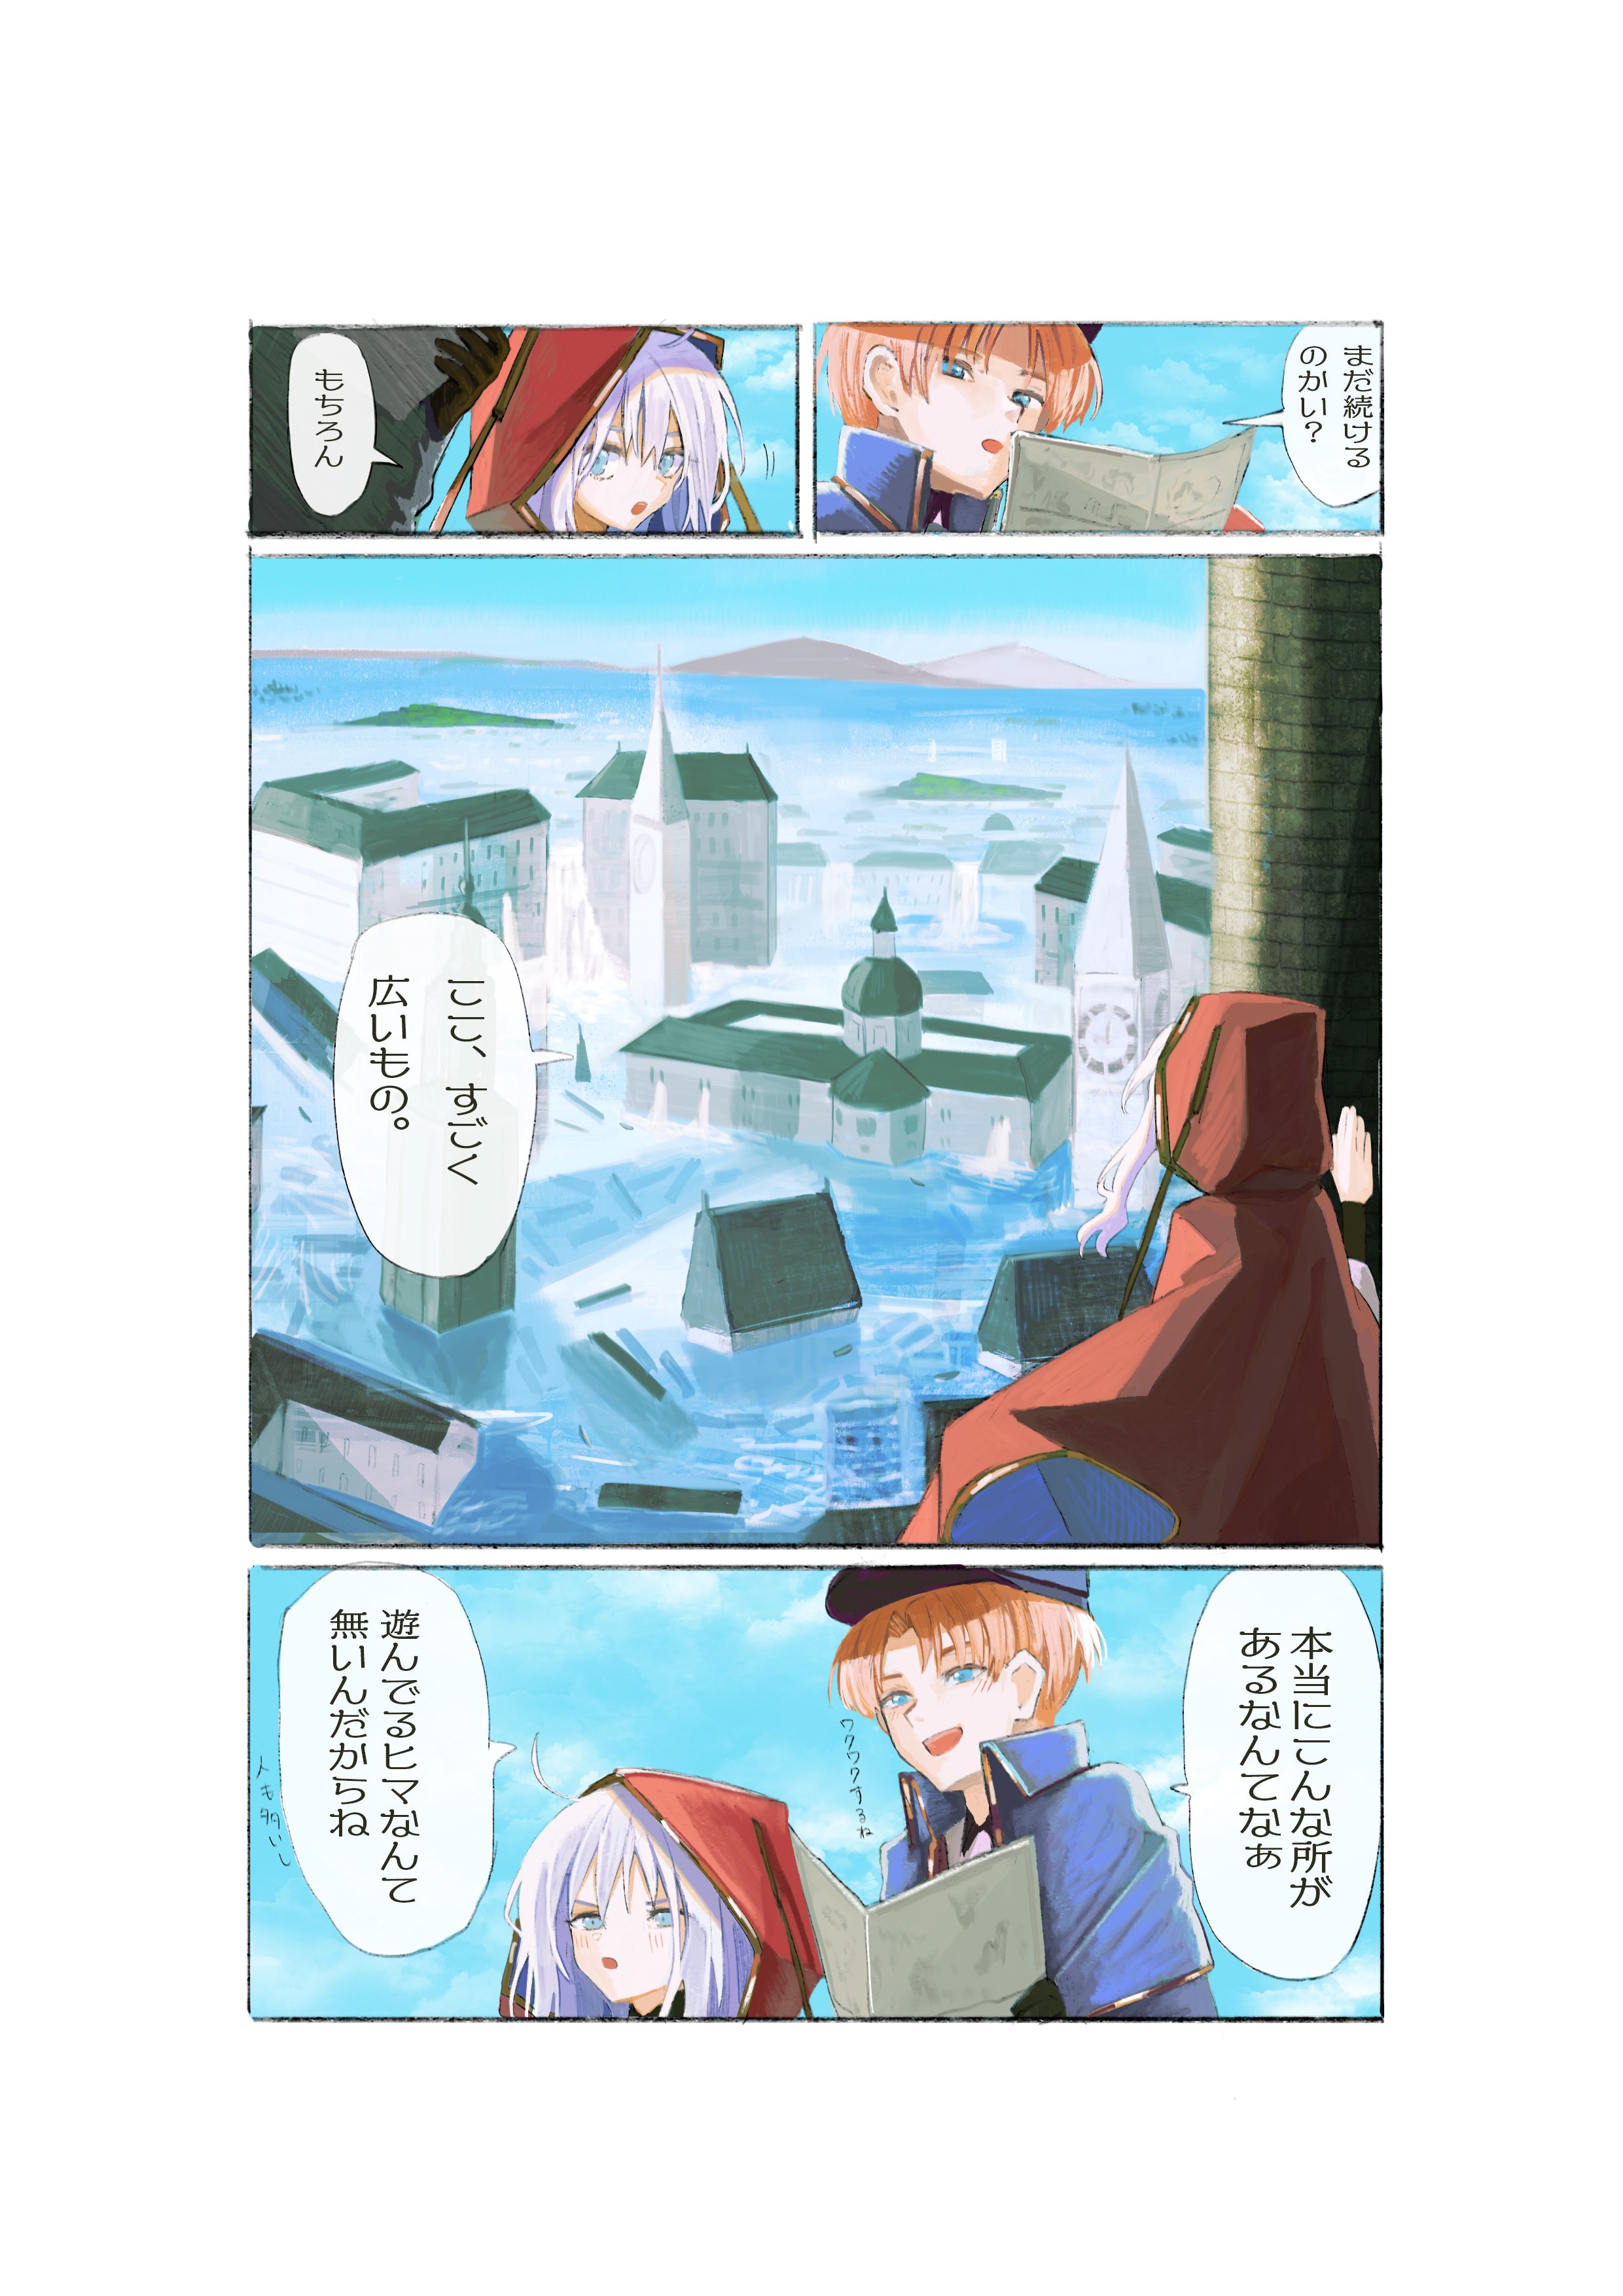 まだ続ける
のかい？
もちろん
ここ、すごく
広いもの。
本当にこんな所が
あるなんてなぁ
ワクワクするね
遊んでるヒマなんて
無いんだからね
人も多いし